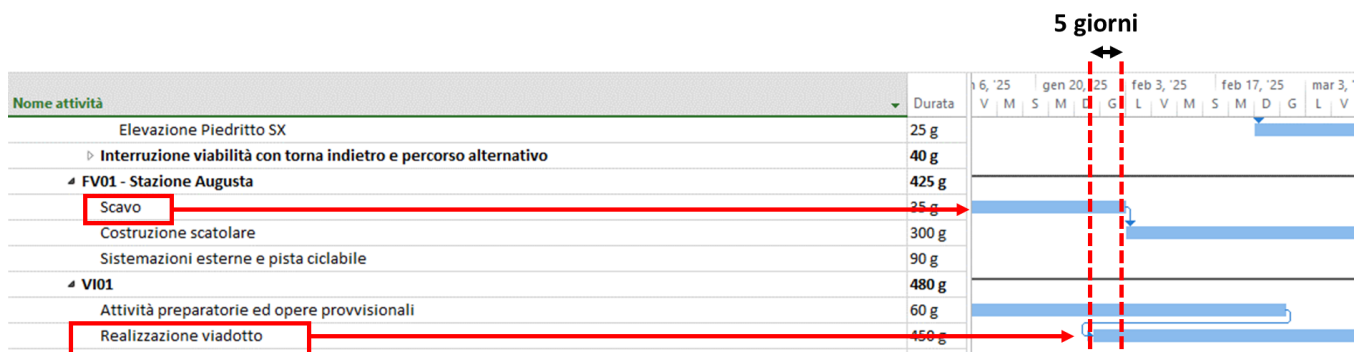 5 giorni
n 6, '25 gen 20, '25 feb 3, '25 feb 17, '25 mar 3, '
Nome attività Durata V M S M D G L V M S M D G L V
Elevazione Piedritto SX 25 g
Interruzione viabilità con torna indietro e percorso alternativo 40 g
FV01 - Stazione Augusta 425 g
Scavo 35 g
Costruzione scatolare 300 g
Sistemazioni esterne e pista ciclabile 90 g
VI01 480 g
Attività preparatorie ed opere provvisionali 60 g
Realizzazione viadotto 450 g